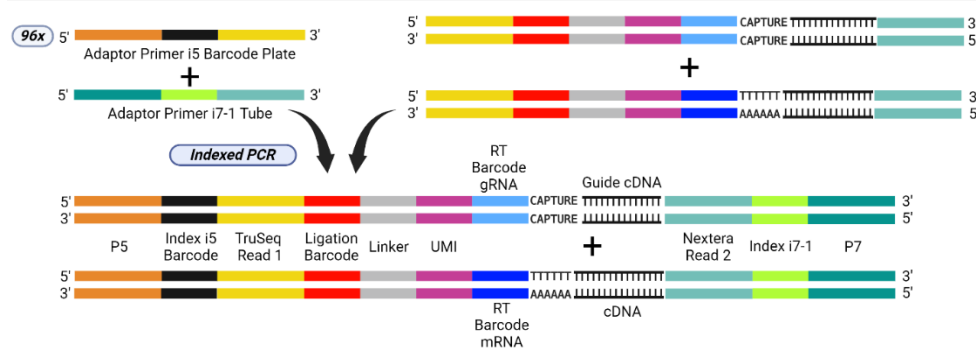 96x
5'
3'
Adaptor Primer i5 Barcode Plate
+
5'
3'
Adaptor Primer i7-1 Tube
5'
CAPTURE
3'
3'
CAPTURE
5'
+
5'
TTTTTT
3'
3'
AAAAAA
5'
Indexed PCR
RT
Barcode
gRNA
Guide cDNA
5'
CAPTURE
3'
3'
CAPTURE
5'
P5
Index i5
Barcode
TruSeq
Read 1
Ligation
Barcode
Linker
UMI
+
Nextera
Read 2
Index i7-1
P7
5'
TTTTTT
3'
3'
AAAAAA
5'
RT
Barcode
mRNA
cDNA